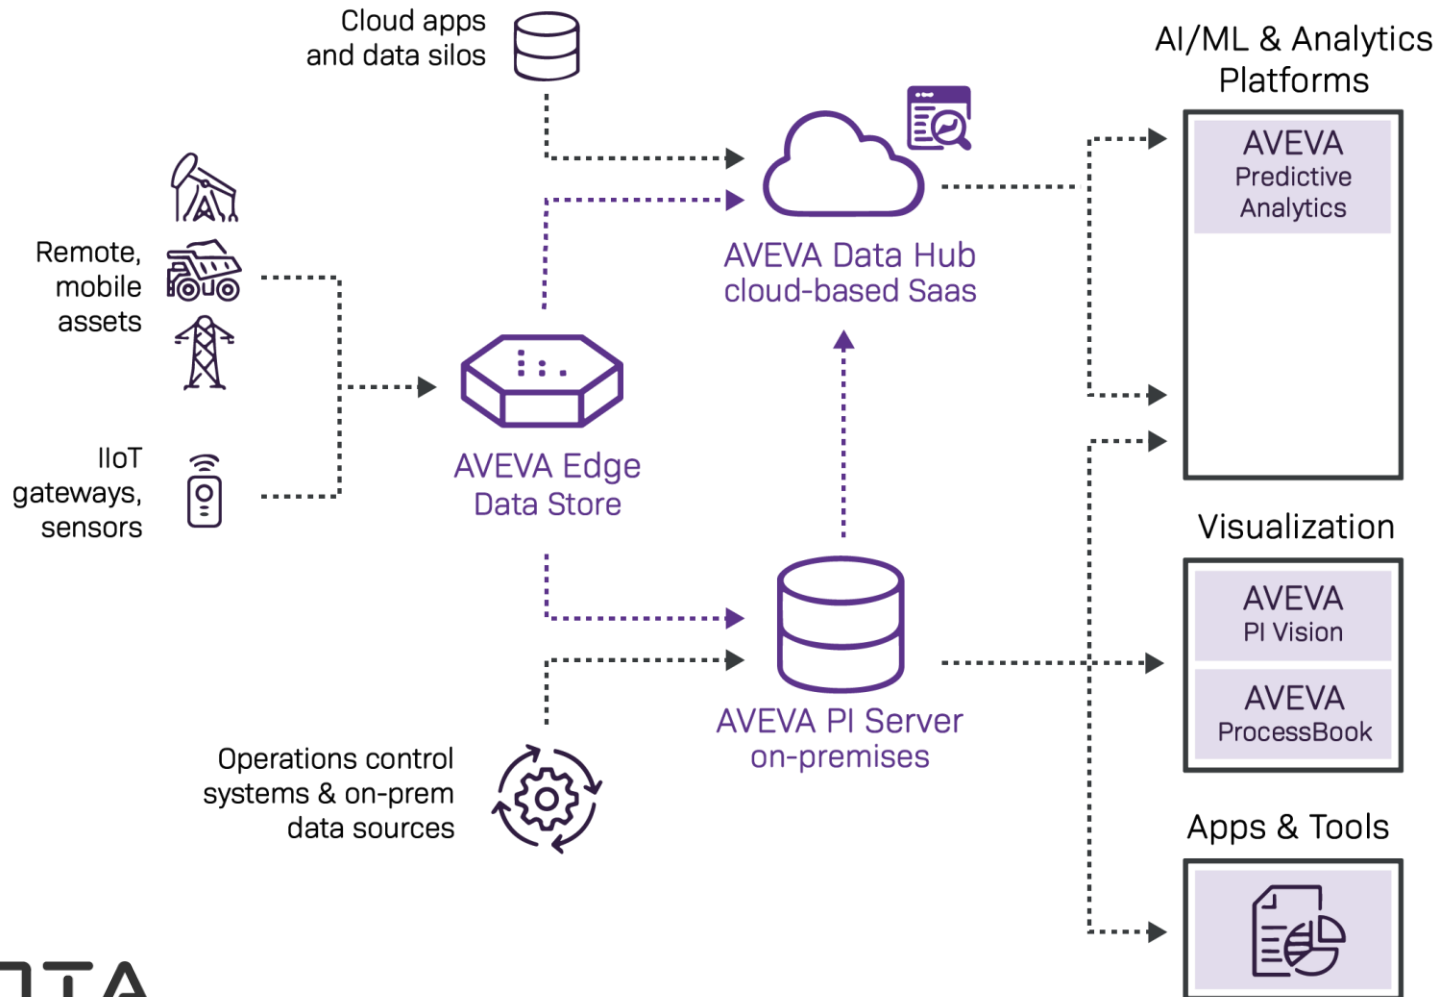 Cloud apps
and data silos
AI/ML & Analytics
Platforms
AVEVA
Predictive
Analytics
Remote,
mobile
assets
AVEVA Data Hub
cloud-based Saas
IIoT
gateways,
sensors
AVEVA Edge
Data Store
Visualization
AVEVA
PI Vision
AVEVA
ProcessBook
AVEVA PI Server
on-premises
Operations control
systems & on-prem
data sources
Apps & Tools